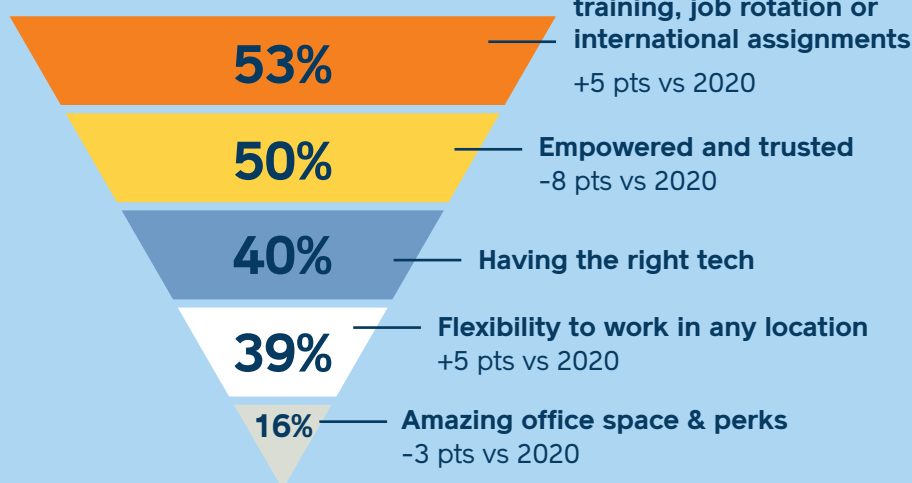 training, job rotation or
international assignments
53%
+5 pts vs 2020
50%
Empowered and trusted
-8 pts vs 2020
40%
Having the right tech
39%
Flexibility to work in any location
+5 pts vs 2020
16%
Amazing office space & perks
-3 pts vs 2020